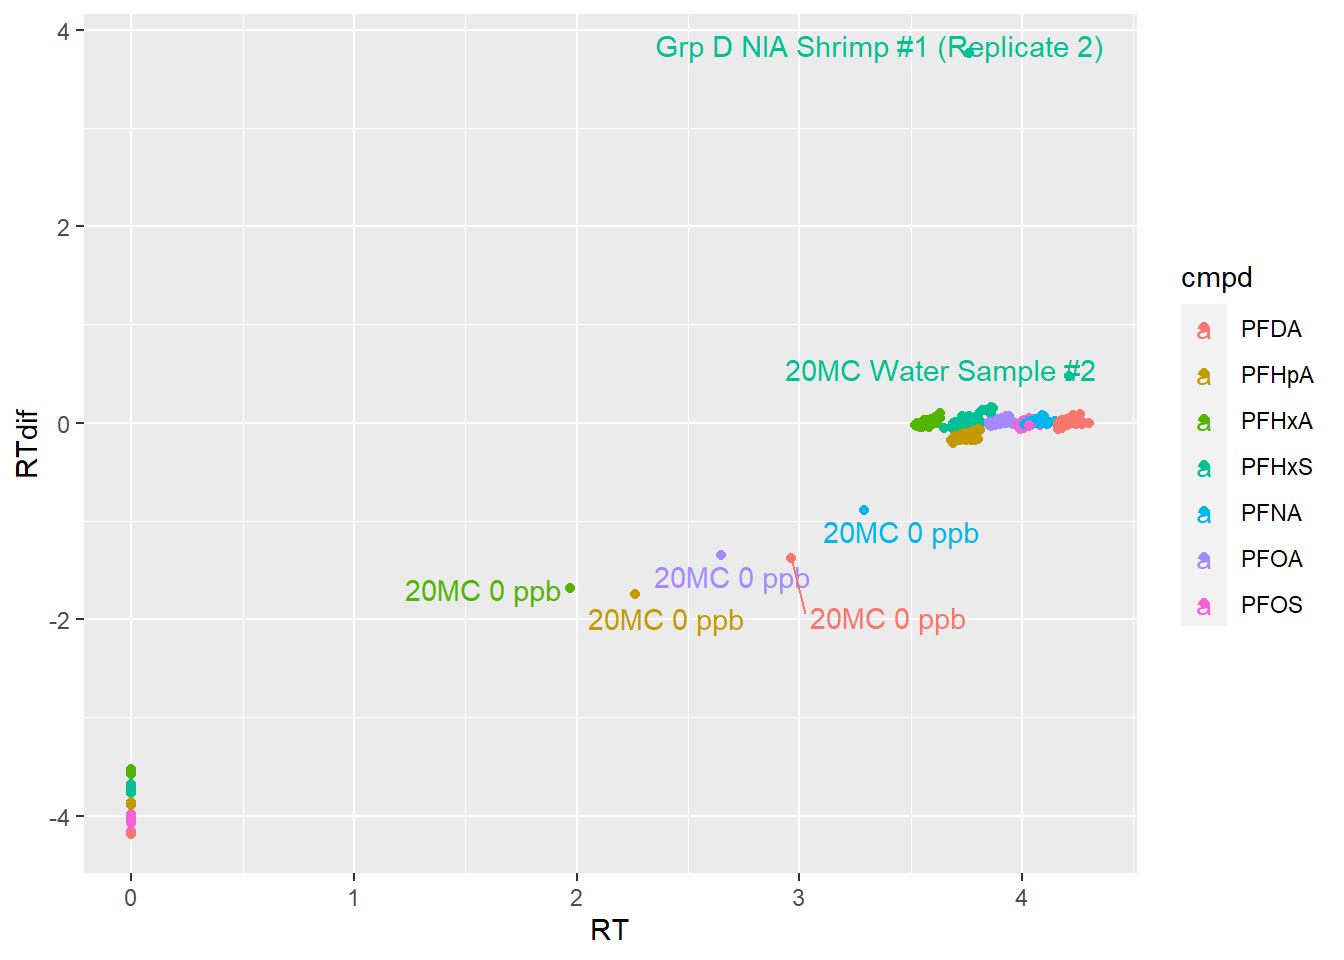 4
2
0
-2
-4
RTdif
Grp D NIA Shrimp #1 (Replicate 2)
20MC Water Sample #2
20MC 0 ppb
20MC 0 ppb
20MC 0 ppb
20MC 0 ppb
20MC 0 ppb
0
1
2
3
4
RT
cmpd
a PFDA
a PFHpA
a PFHxA
a PFHxS
a PFNA
a PFOA
a PFOS